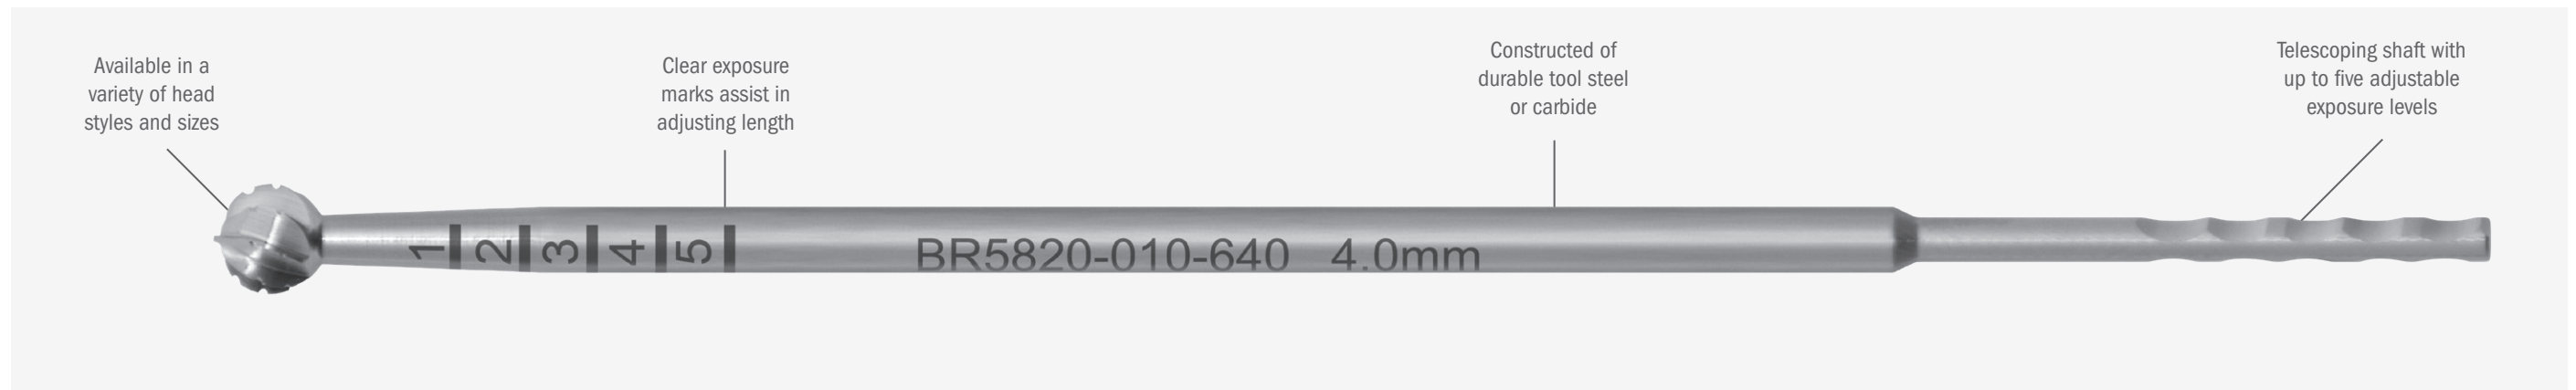 Available in a
variety of head
styles and sizes
Clear exposure
marks assist in
adjusting length
Constructed of
durable tool steel
or carbide
Telescoping shaft with
up to five adjustable
exposure levels
1 2 3 4 5
BR5820-010-640 4.0mm